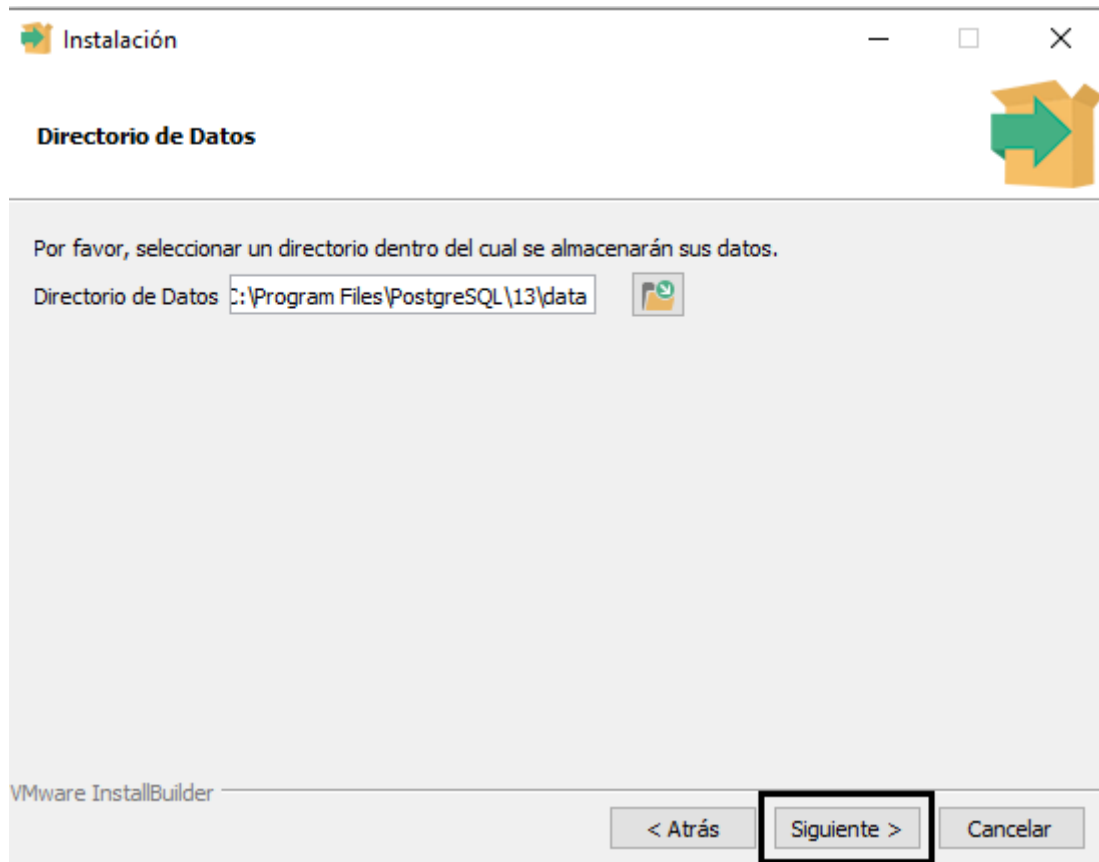 Instalación
Directorio de Datos
Por favor, seleccionar un directorio dentro del cual se almacenarán sus datos.
Directorio de Datos C:\Program Files\PostgreSQL\13\data
VMware InstallBuilder
< Atrás Siguiente > Cancelar